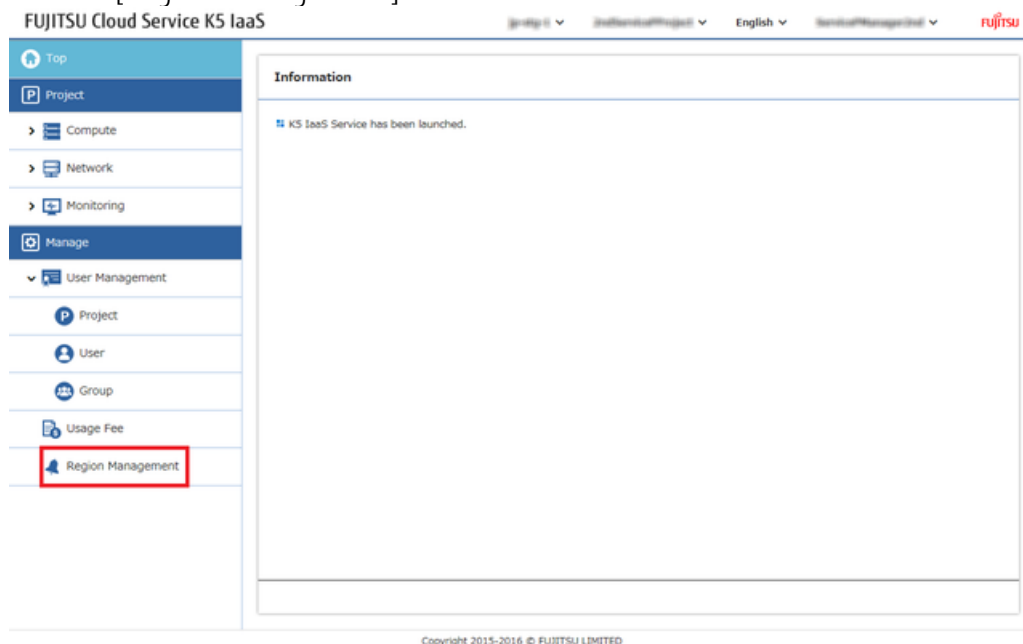 FUJITSU Cloud Service K5 IaaS
English
FUJITSU
Top
Project
Compute
Network
Monitoring
Manage
User Management
Project
User
Group
Usage Fee
Region Management
Information
K5 IaaS Service has been launched.
Copyright 2015-2016 © FUJITSU LIMITED